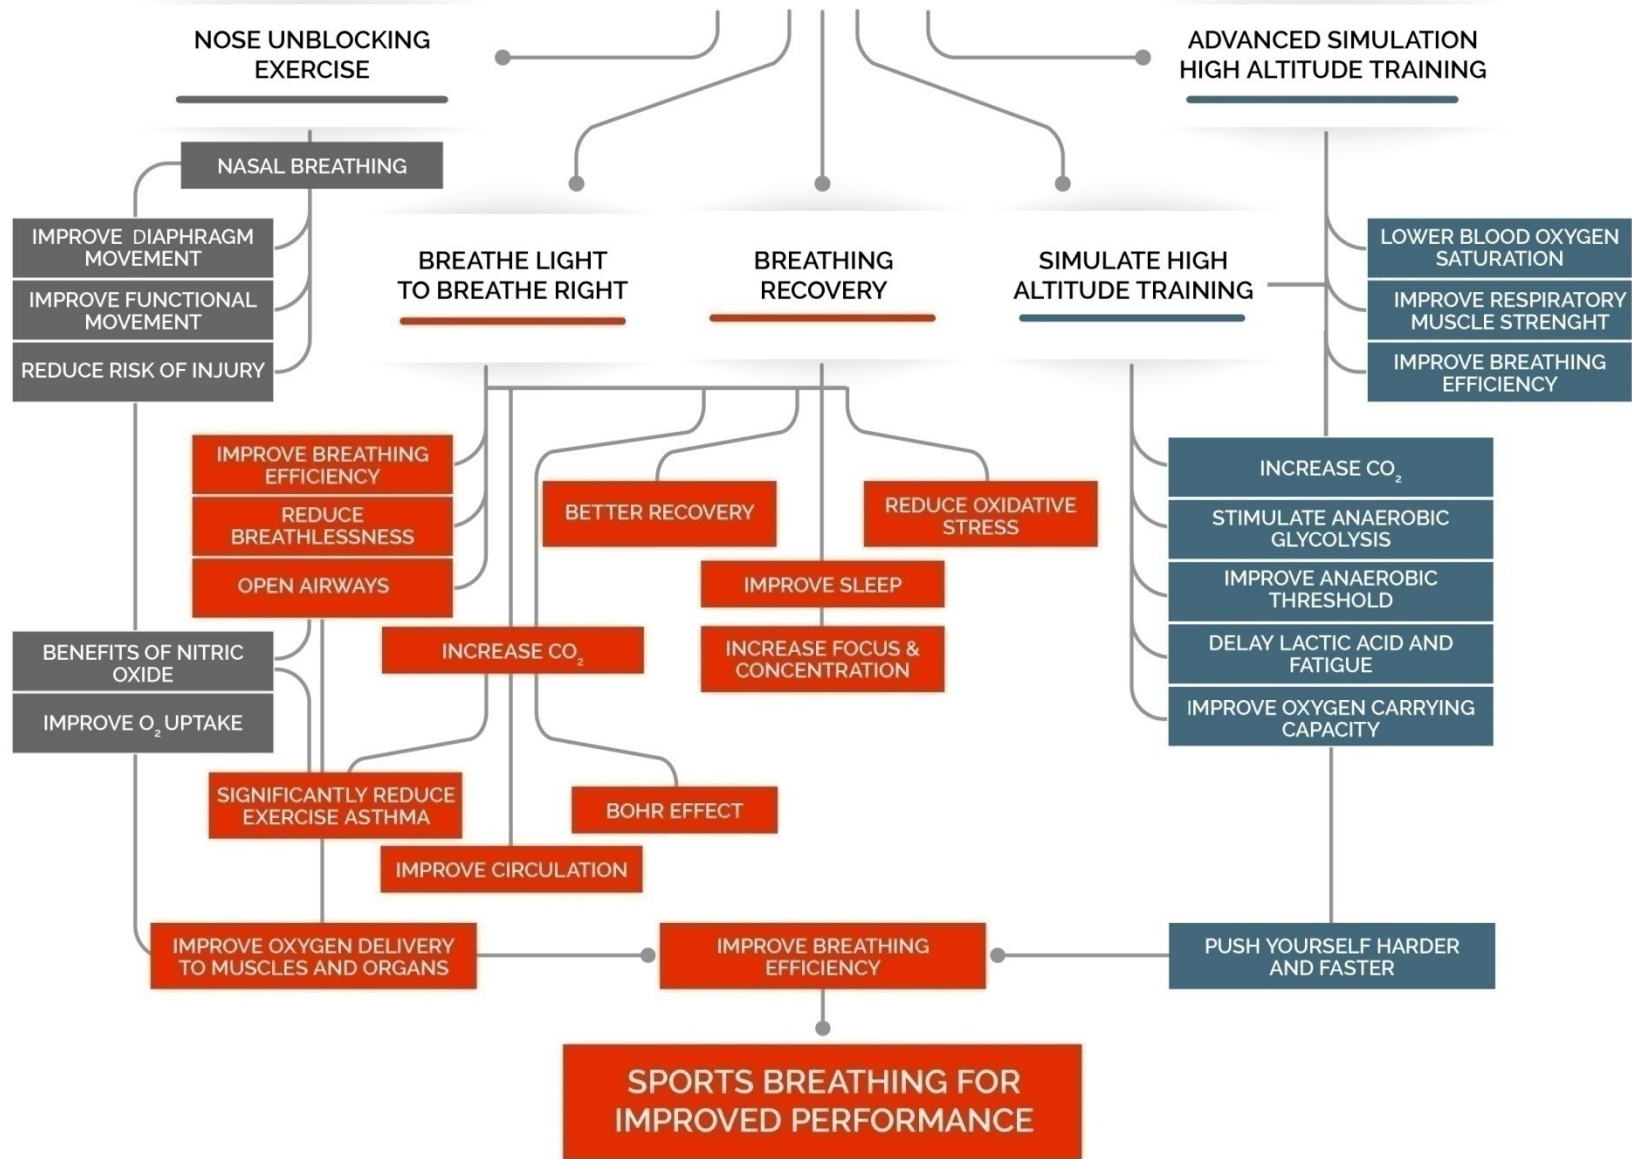 NOSE UNBLOCKING
EXERCISE
ADVANCED SIMULATION
HIGH ALTITUDE TRAINING
NASAL BREATHING
IMPROVE DIAPHRAGM
MOVEMENT
IMPROVE FUNCTIONAL
MOVEMENT
REDUCE RISK OF INJURY
BREATHE LIGHT
TO BREATHE RIGHT
BREATHING
RECOVERY
SIMULATE HIGH
ALTITUDE TRAINING
LOWER BLOOD OXYGEN
SATURATION
IMPROVE RESPIRATORY
MUSCLE STRENGHT
IMPROVE BREATHING
EFFICIENCY
IMPROVE BREATHING
EFFICIENCY
REDUCE
BREATHLESSNESS
OPEN AIRWAYS
BETTER RECOVERY
REDUCE OXIDATIVE
STRESS
IMPROVE SLEEP
INCREASE FOCUS &
CONCENTRATION
INCREASE CO₂
INCREASE CO₂
STIMULATE ANAEROBIC
GLYCOLYSIS
IMPROVE ANAEROBIC
THRESHOLD
DELAY LACTIC ACID AND
FATIGUE
IMPROVE OXYGEN CARRYING
CAPACITY
BENEFITS OF NITRIC
OXIDE
IMPROVE O₂ UPTAKE
SIGNIFICANTLY REDUCE
EXERCISE ASTHMA
BOHR EFFECT
IMPROVE CIRCULATION
IMPROVE OXYGEN DELIVERY
TO MUSCLES AND ORGANS
IMPROVE BREATHING
EFFICIENCY
PUSH YOURSELF HARDER
AND FASTER
SPORTS BREATHING FOR
IMPROVED PERFORMANCE